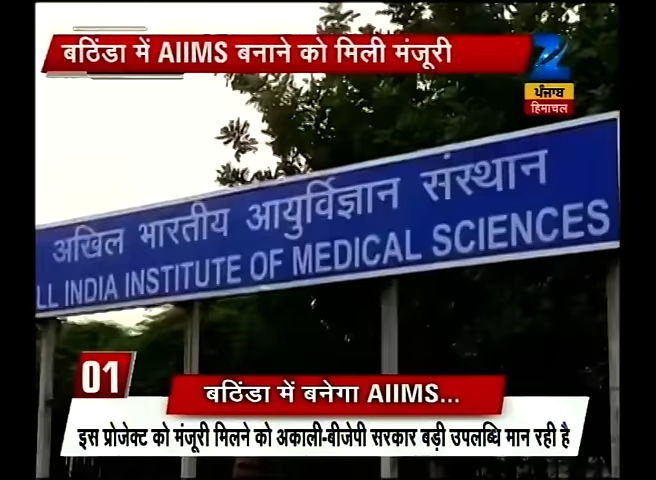 बठिंडा में AIIMS बनाने को मिली मंजूरी
ਪੰਜਾਬ
हिमाचल
अखिल भारतीय आयुर्विज्ञान संस्थान
LL INDIA INSTITUTE OF MEDICAL SCIENCES
01
बठिंडा में बनेगा AIIMS...
इस प्रोजेक्ट को मंजूरी मिलने को अकाली-बीजेपी सरकार बड़ी उपलब्धि मान रही है